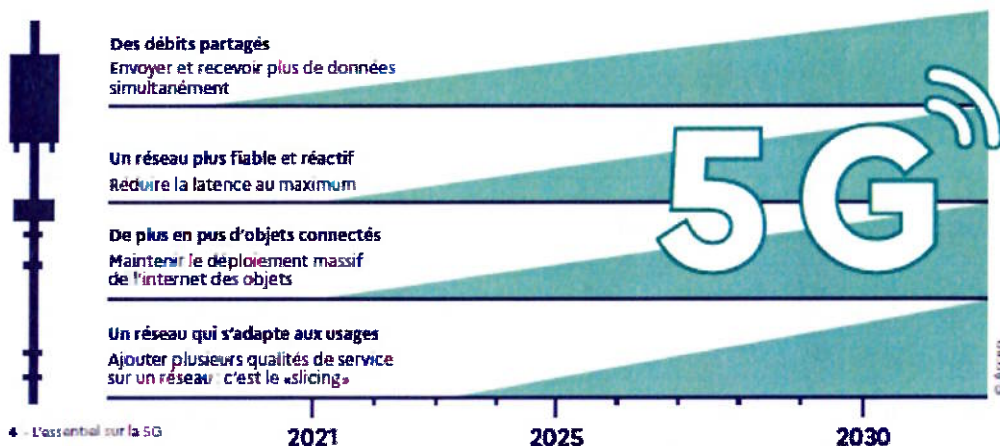 Des débits partagés
Envoyer et recevoir plus de données
simultanément
Un réseau plus fiable et réactif
Réduire la latence au maximum
De plus en pus d'objets connectés
Maintenir le déploiement massif
de l'internet des objets
Un réseau qui s'adapte aux usages
Ajouter plusieurs qualités de service
sur un réseau : c'est le «slicing»
5G
© Arcep
4 - L'essentiel sur la 5G
2021 2025 2030